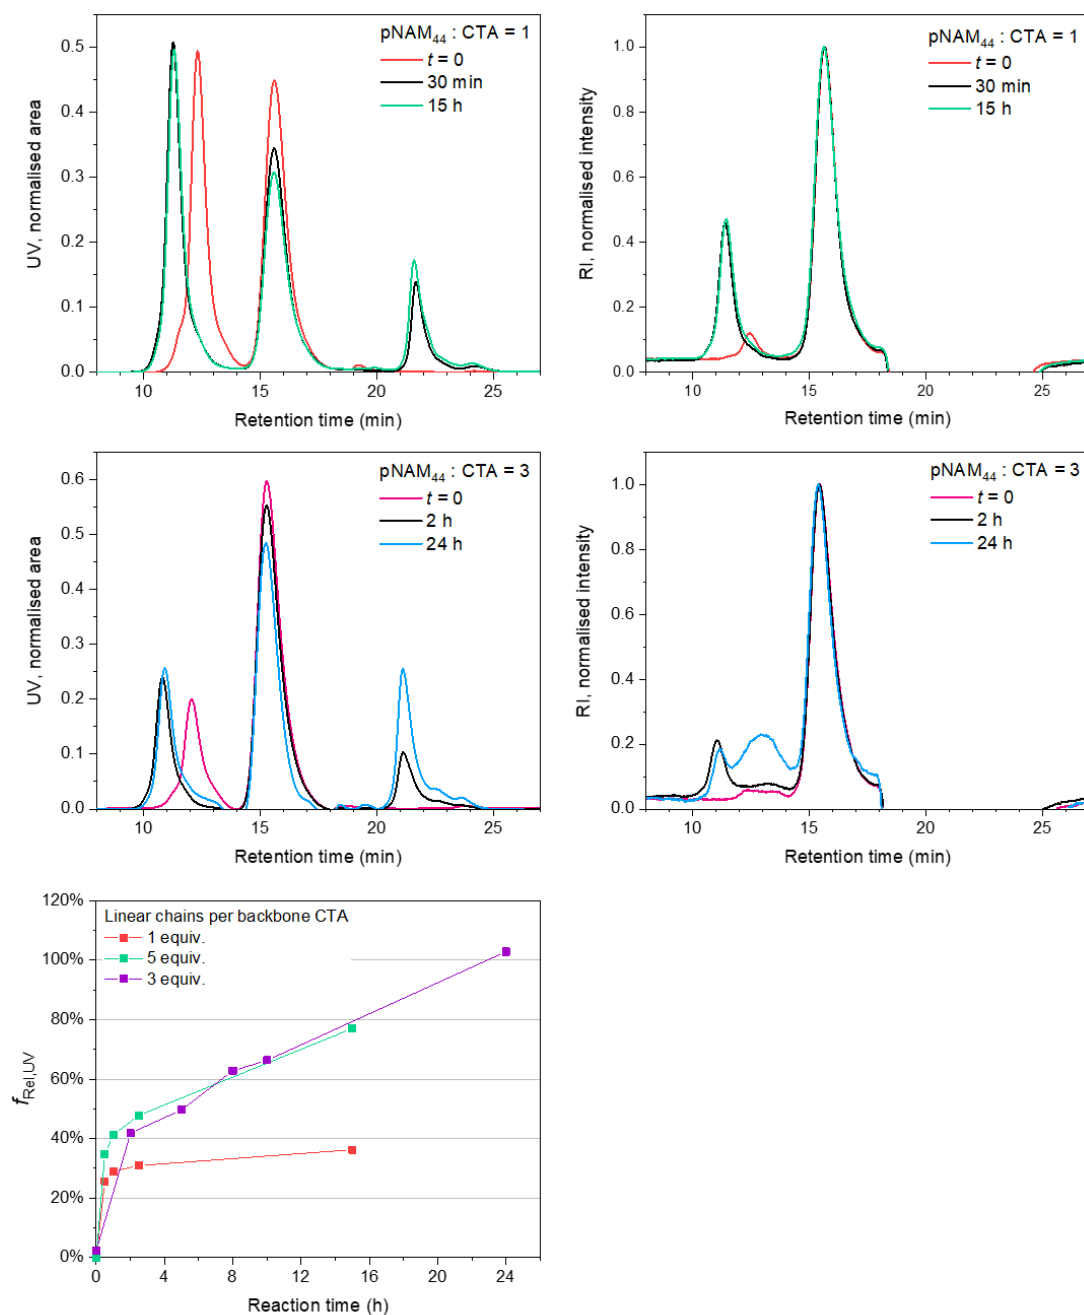 pNAM₄₄ : CTA = 1
t = 0
30 min
15 h
UV, normalised area
0.5
0.4
0.3
0.2
0.1
0.0
10 15 20 25
Retention time (min)
pNAM₄₄ : CTA = 1
t = 0
30 min
15 h
RI, normalised intensity
1.0
0.8
0.6
0.4
0.2
0.0
10 15 20 25
Retention time (min)
pNAM₄₄ : CTA = 3
t = 0
2 h
24 h
UV, normalised area
0.6
0.5
0.4
0.3
0.2
0.1
0.0
10 15 20 25
Retention time (min)
pNAM₄₄ : CTA = 3
t = 0
2 h
24 h
RI, normalised intensity
1.0
0.8
0.6
0.4
0.2
0.0
10 15 20 25
Retention time (min)
Linear chains per backbone CTA
1 equiv.
5 equiv.
3 equiv.
fRel,UV
120%
100%
80%
60%
40%
20%
0%
0 4 8 12 16 20 24
Reaction time (h)